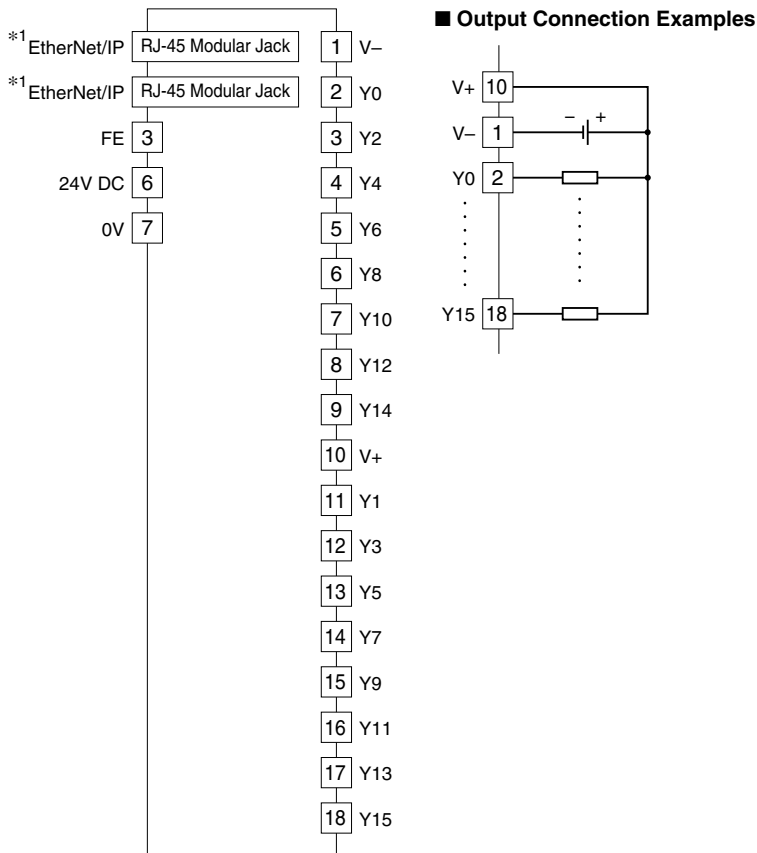 *1EtherNet/IP RJ-45 Modular Jack
*1EtherNet/IP RJ-45 Modular Jack
FE 3
24V DC 6
0V 7
1 V–
2 Y0
3 Y2
4 Y4
5 Y6
6 Y8
7 Y10
8 Y12
9 Y14
10 V+
11 Y1
12 Y3
13 Y5
14 Y7
15 Y9
16 Y11
17 Y13
18 Y15
■ Output Connection Examples
V+ 10
V– 1 – +
Y0 2
Y15 18